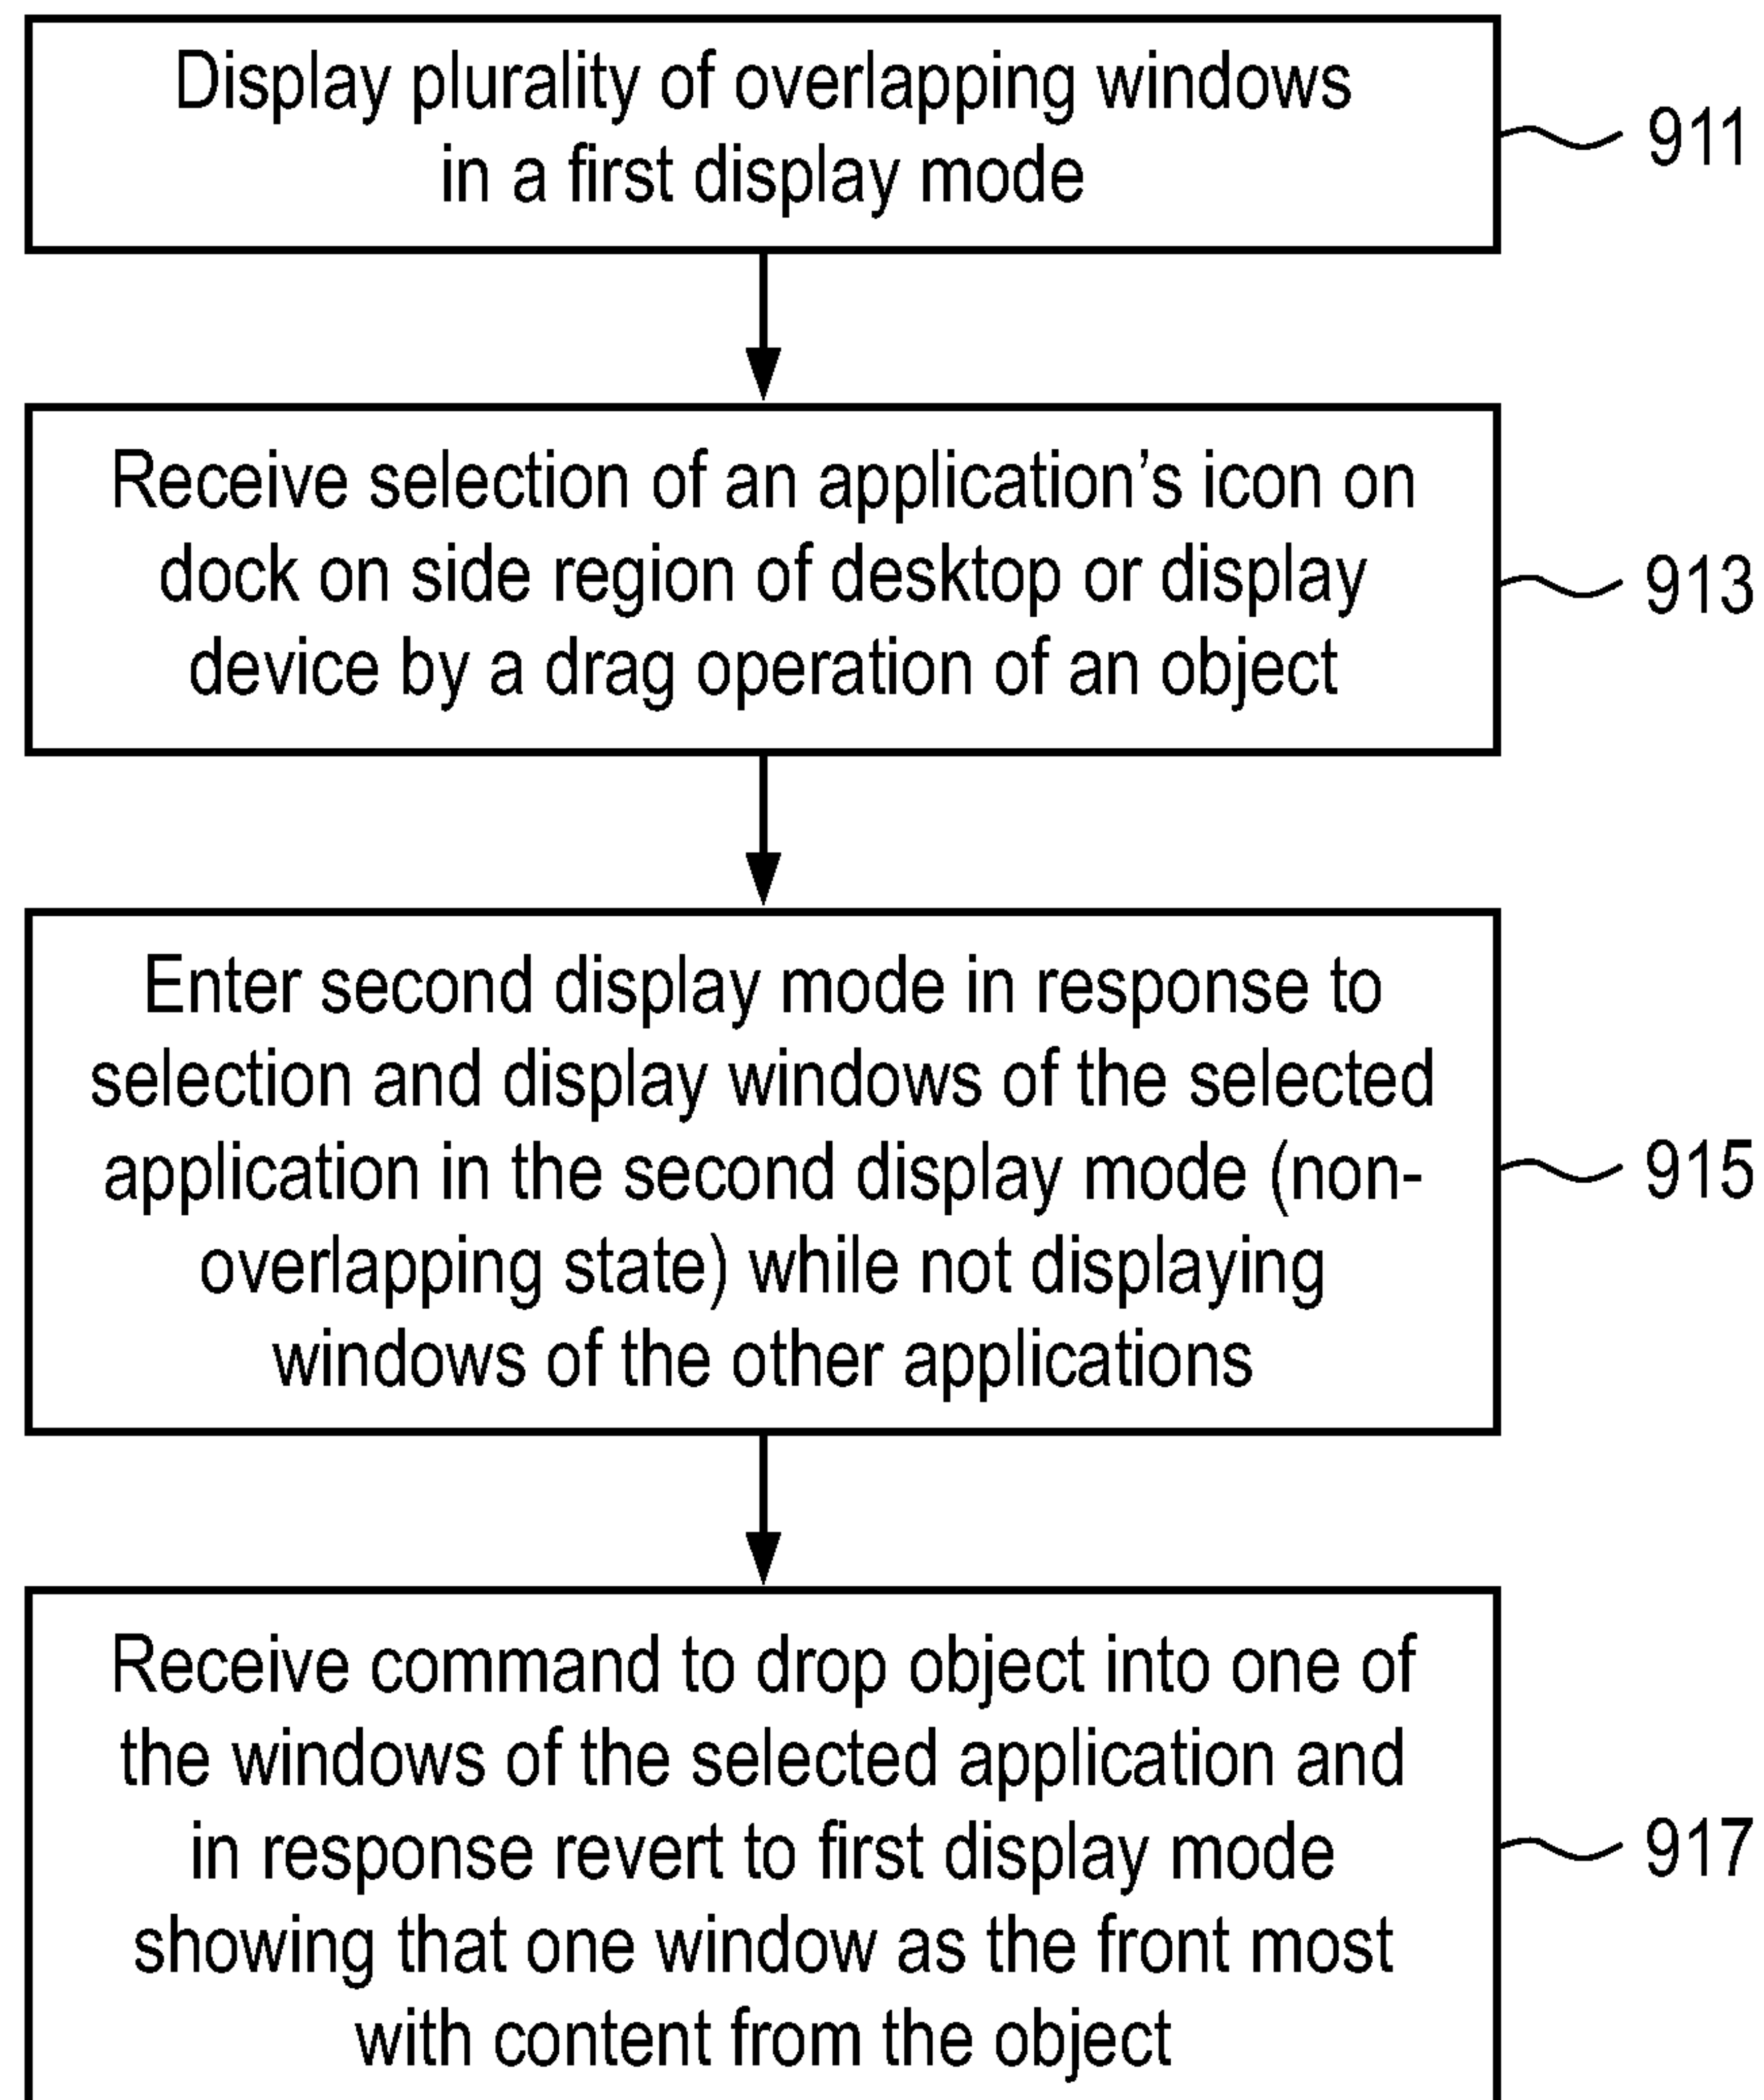 Display plurality of overlapping windows
in a first display mode
911
Receive selection of an application’s icon on
dock on side region of desktop or display
device by a drag operation of an object
913
Enter second display mode in response to
selection and display windows of the selected
application in the second display mode (non-
overlapping state) while not displaying
windows of the other applications
915
Receive command to drop object into one of
the windows of the selected application and
in response revert to first display mode
showing that one window as the front most
with content from the object
917